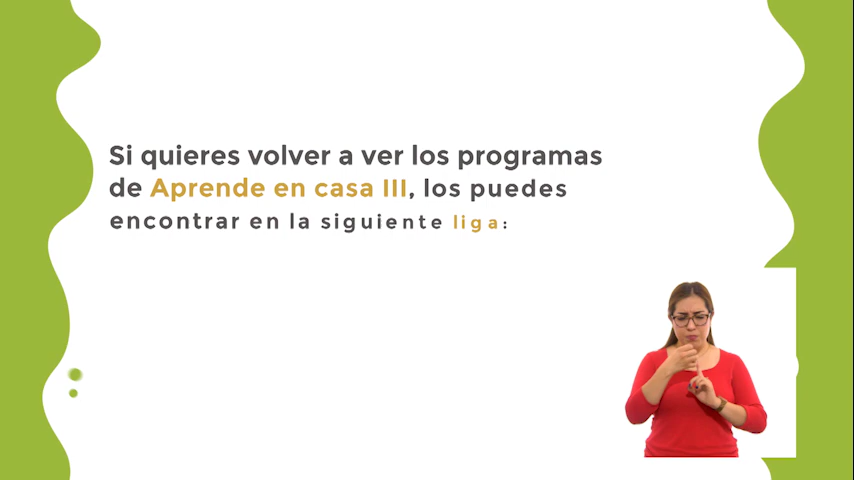 Si quieres volver a ver los programas
de Aprende en casa III, los puedes
encontrar en la siguiente liga: